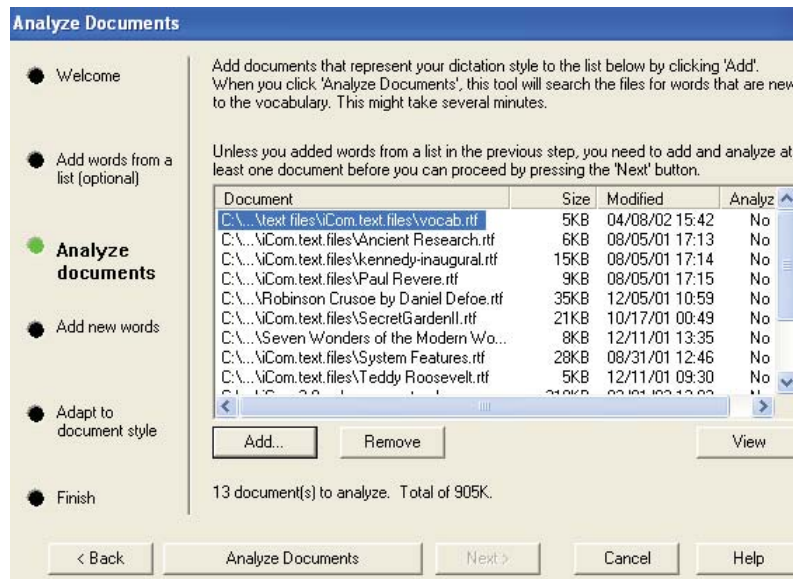 Analyze Documents
Welcome
Add words from a
list (optional)
Analyze
documents
Add new words
Adapt to
document style
Finish
Add documents that represent your dictation style to the list below by clicking 'Add'.
When you click 'Analyze Documents', this tool will search the files for words that are new
to the vocabulary. This might take several minutes.
Unless you added words from a list in the previous step, you need to add and analyze at
least one document before you can proceed by pressing the 'Next' button.
Document Size Modified Analyz
C:\...\text files\iCom.text.files\vocab.rtf 5KB 04/08/02 15:42 No
C:\...\iCom.text.files\Ancient Research.rtf 6KB 08/05/01 17:13 No
C:\...\iCom.text.files\kennedy-inaugural.rtf 15KB 08/05/01 17:14 No
C:\...\iCom.text.files\Paul Revere.rtf 9KB 08/05/01 17:15 No
C:\...\Robinson Crusoe by Daniel Defoe.rtf 35KB 12/05/01 10:59 No
C:\...\iCom.text.files\SecretGardenII.rtf 21KB 10/17/01 00:49 No
C:\...\Seven Wonders of the Modern Wo... 8KB 12/11/01 13:35 No
C:\...\iCom.text.files\System Features.rtf 28KB 08/31/01 12:46 No
C:\...\iCom.text.files\Teddy Roosevelt.rtf 5KB 12/11/01 09:30 No
Add... Remove View
13 document(s) to analyze. Total of 905K.
< Back Analyze Documents Next > Cancel Help